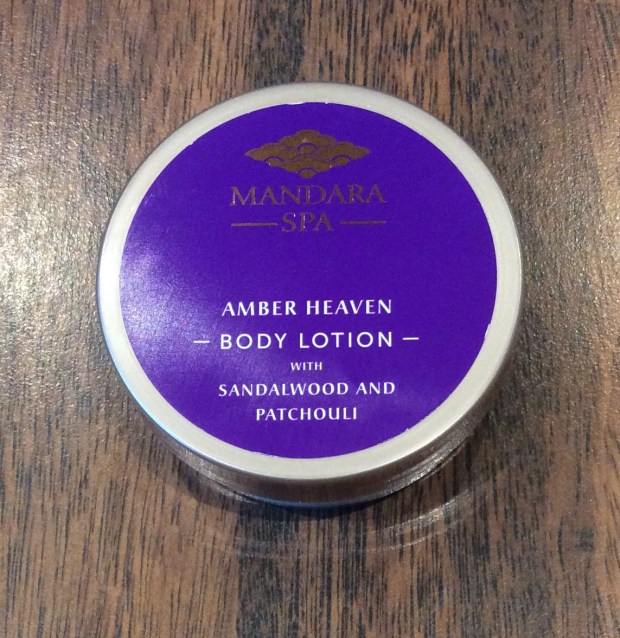 MANDARA
SPA
AMBER HEAVEN
BODY LOTION
WITH
SANDALWOOD AND
PATCHOULI